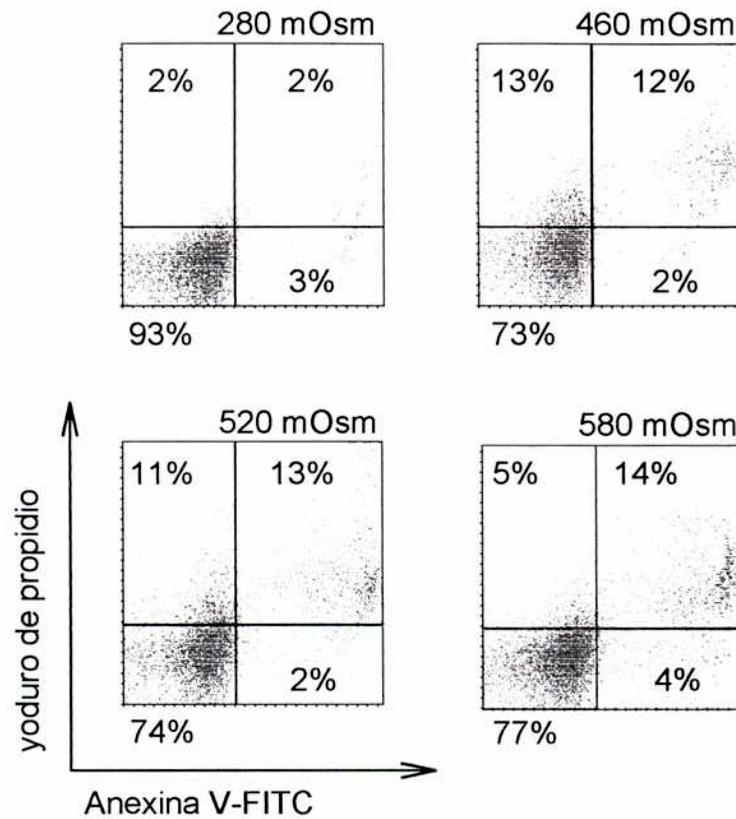 280 mOsm
460 mOsm
2% 2%
13% 12%
3%
2%
93%
73%
520 mOsm
580 mOsm
11% 13%
5% 14%
2%
4%
74%
77%
yoduro de propidio
Anexina V-FITC